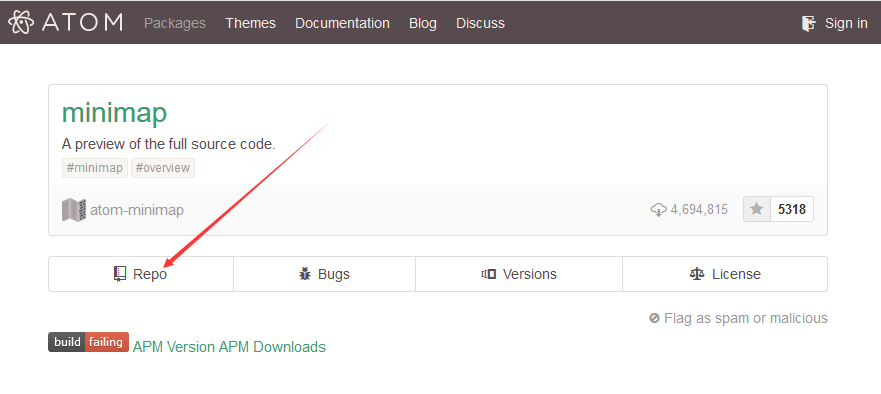 ATOM Packages Themes Documentation Blog Discuss Sign in
minimap
A preview of the full source code.
#minimap #overview
atom-minimap 4,694,815 5318
Repo Bugs Versions License
Flag as spam or malicious
build failing APM Version APM Downloads